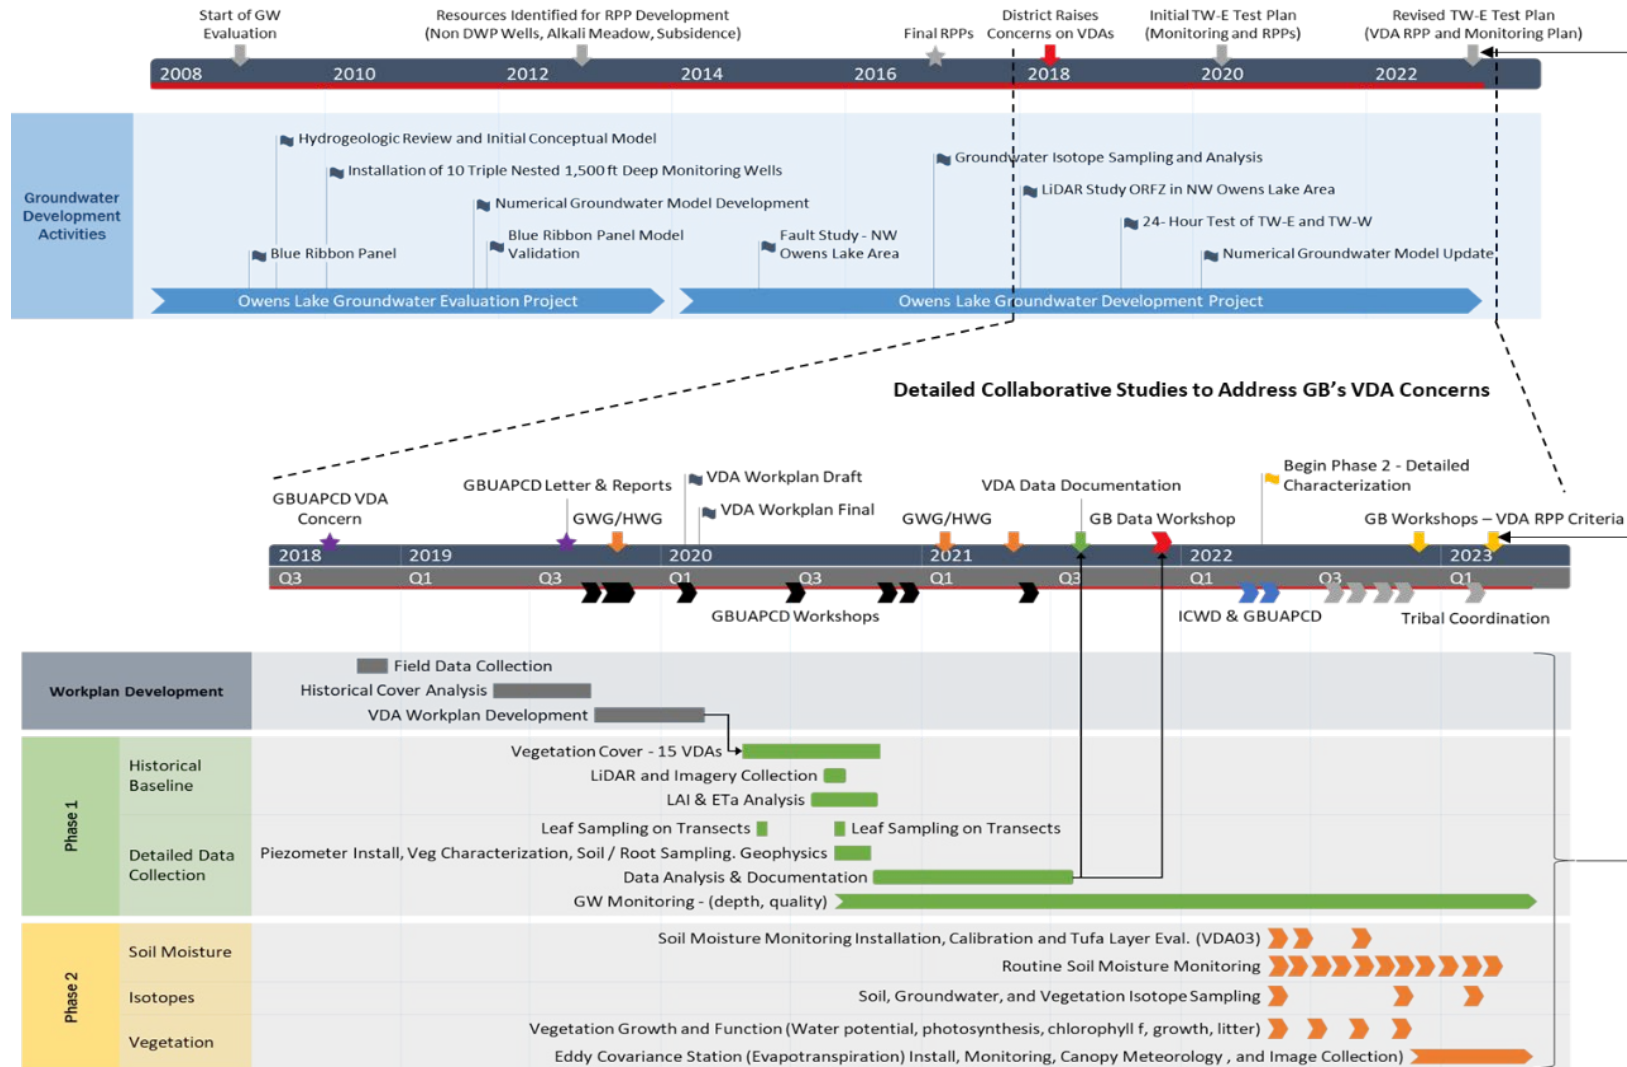 Start of GW
Evaluation
Resources Identified for RPP Development
(Non DWP Wells, Alkali Meadow, Subsidence)
Final RPPs
District Raises
Concerns on VDAs
Initial TW-E Test Plan
(Monitoring and RPPs)
Revised TW-E Test Plan
(VDA RPP and Monitoring Plan)
2008 2010 2012 2014 2016 2018 2020 2022
Groundwater
Development
Activities
Hydrogeologic Review and Initial Conceptual Model
Installation of 10 Triple Nested 1,500 ft Deep Monitoring Wells
Numerical Groundwater Model Development
Blue Ribbon Panel Model
Validation
Blue Ribbon Panel
Fault Study - NW
Owens Lake Area
Groundwater Isotope Sampling and Analysis
LiDAR Study ORFZ in NW Owens Lake Area
24- Hour Test of TW-E and TW-W
Numerical Groundwater Model Update
Owens Lake Groundwater Evaluation Project
Owens Lake Groundwater Development Project
Detailed Collaborative Studies to Address GB's VDA Concerns
GBUAPCD VDA
Concern
GBUAPCD Letter & Reports
GWG/HWG
VDA Workplan Draft
VDA Workplan Final
GWG/HWG
VDA Data Documentation
GB Data Workshop
Begin Phase 2 - Detailed
Characterization
GB Workshops – VDA RPP Criteria
2018 2019 2020 2021 2022 2023
Q3 Q1 Q3 Q1 Q3 Q1 Q3 Q1 Q3 Q1
GBUAPCD Workshops
ICWD & GBUAPCD
Tribal Coordination
Workplan Development
Field Data Collection
Historical Cover Analysis
VDA Workplan Development
Phase 1
Historical
Baseline
Vegetation Cover - 15 VDAs
LiDAR and Imagery Collection
LAI & ETa Analysis
Detailed Data
Collection
Leaf Sampling on Transects
Leaf Sampling on Transects
Piezometer Install, Veg Characterization, Soil / Root Sampling. Geophysics
Data Analysis & Documentation
GW Monitoring - (depth, quality)
Phase 2
Soil Moisture
Soil Moisture Monitoring Installation, Calibration and Tufa Layer Eval. (VDA03)
Routine Soil Moisture Monitoring
Isotopes
Soil, Groundwater, and Vegetation Isotope Sampling
Vegetation
Vegetation Growth and Function (Water potential, photosynthesis, chlorophyll f, growth, litter)
Eddy Covariance Station (Evapotranspiration) Install, Monitoring, Canopy Meteorology , and Image Collection)